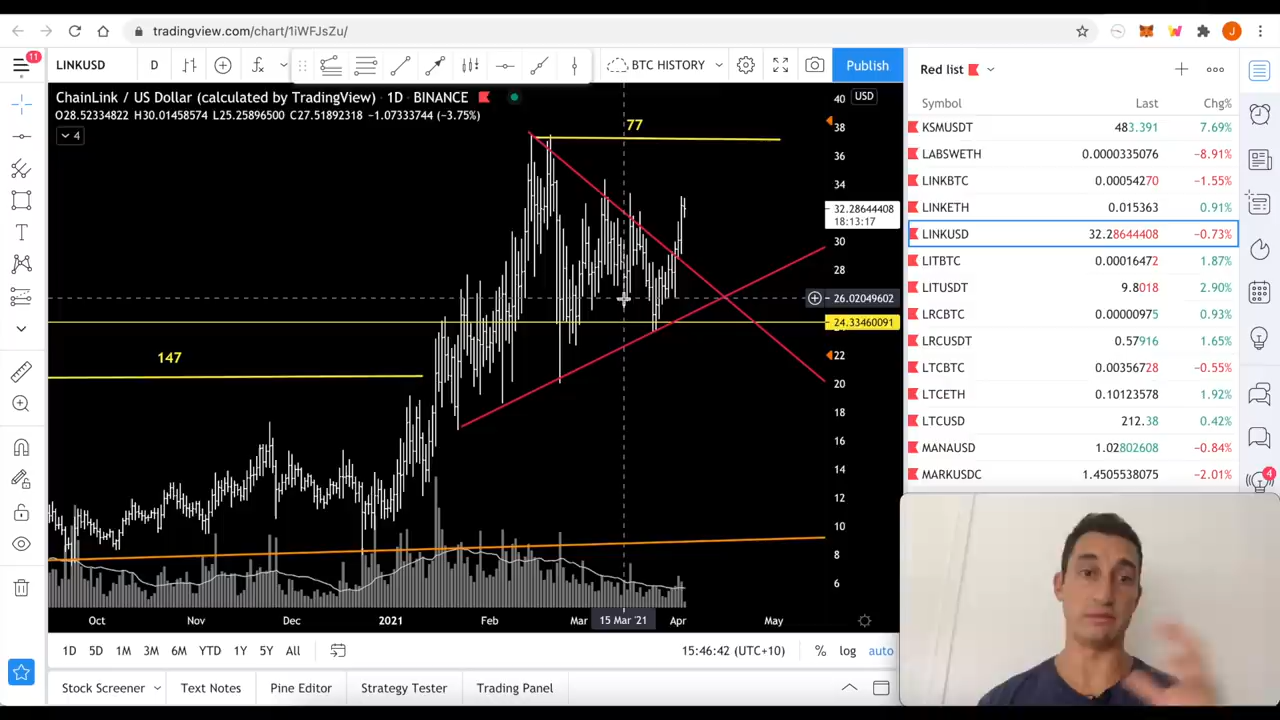 tradingview.com/chart/1iWFJsZu/
J
11
LINKUSD D BTC HISTORY Publish
ChainLink / US Dollar (calculated by TradingView) · 1D · BINANCE
O28.52334822 H30.01458574 L25.25896500 C27.51892318 −1.07333744 (−3.75%)
4
USD
77
147
40
38
36
34
32.28644408
18:13:17
30
28
26.02049602
24.33460091
22
20
18
16
14
12
10
8
6
Oct Nov Dec 2021 Feb Mar 15 Mar '21 Apr May
1D 5D 1M 3M 6M YTD 1Y 5Y All 15:46:42 (UTC+10) % log auto
Stock Screener Text Notes Pine Editor Strategy Tester Trading Panel
Red list
Symbol Last Chg%
KSMUSDT 483.391 7.69%
LABSWETH 0.0000335076 −8.91%
LINKBTC 0.00054270 −1.55%
LINKETH 0.015363 0.91%
LINKUSD 32.28644408 −0.73%
LITBTC 0.00016472 1.87%
LITUSDT 9.8018 2.90%
LRCBTC 0.00000975 0.93%
LRCUSDT 0.57916 1.65%
LTCBTC 0.00356728 −0.55%
LTCETH 0.10123578 1.92%
LTCUSD 212.38 0.42%
MANAUSD 1.02802608 −0.84%
MARKUSDC 1.4505538075 −2.01%
4